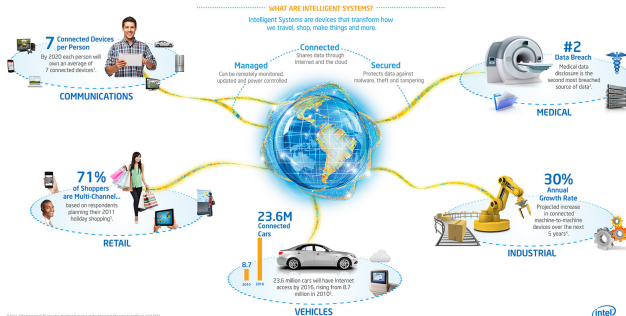 WHAT ARE INTELLIGENT SYSTEMS?
Intelligent Systems are devices that transform how
we travel, shop, make things and more.
Connected
Shares data through
Internet and the cloud
Managed
Can be remotely monitored,
updated and power controlled
Secured
Protects data against
malware, theft and tampering
7 Connected Devices
per Person
By 2020 each person will
own an average of
7 connected devices¹.
COMMUNICATIONS
#2
Data Breach
Medical data
disclosure is the
second most breached
source of data².
MEDICAL
71%
of Shoppers
are Multi-Channel...
based on respondents
planning their 2011
holiday shopping³.
RETAIL
30%
Annual
Growth Rate
Projected increase
in connected
machine-to-machine
devices over the next
5 years⁴.
INDUSTRIAL
23.6M
Connected
Cars
8.7
2010
2016
23.6 million cars will have Internet
access by 2016, rising from 8.7
million in 2010⁵.
VEHICLES
intel